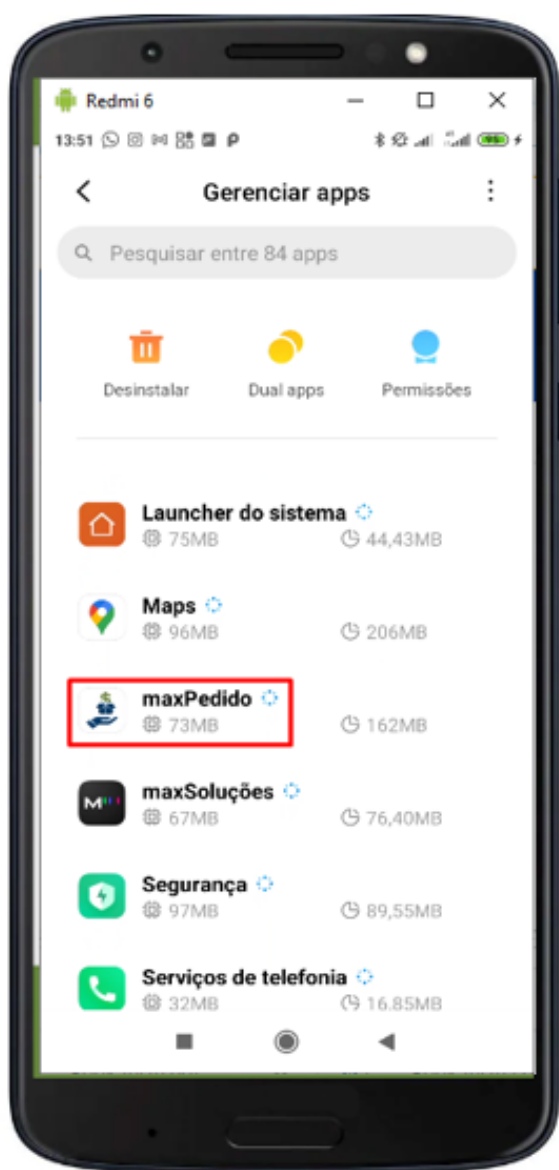 Redmi 6
13:51
Gerenciar apps
Pesquisar entre 84 apps
Desinstalar Dual apps Permissões
Launcher do sistema
75MB 44,43MB
Maps
96MB 206MB
maxPedido
73MB 162MB
maxSoluções
67MB 76,40MB
Segurança
97MB 89,55MB
Serviços de telefonia
32MB 16.85MB